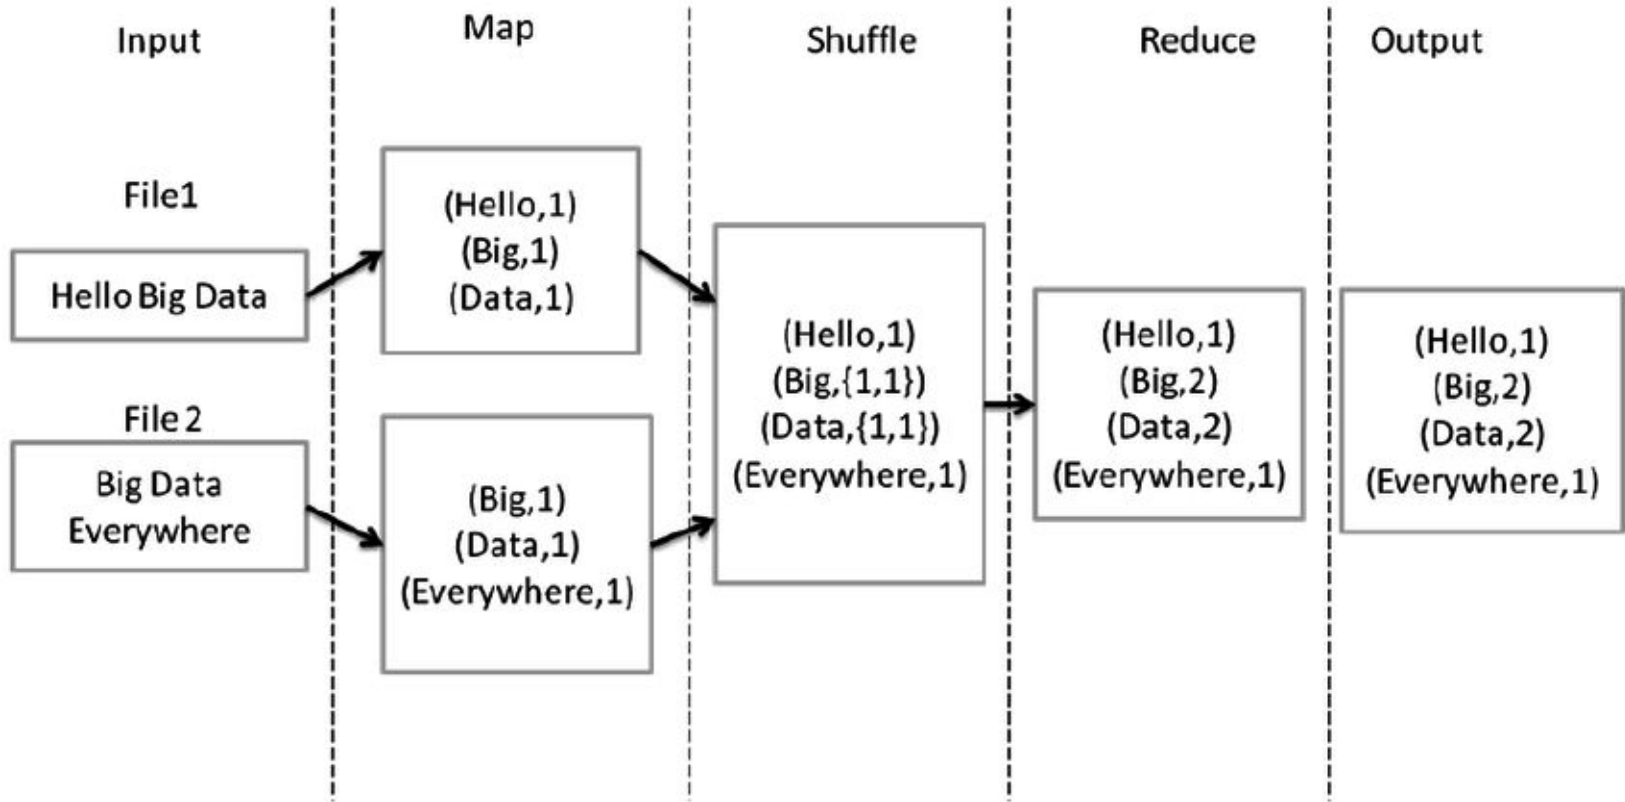 Input
Map
Shuffle
Reduce
Output
File1
Hello Big Data
File 2
Big Data
Everywhere
(Hello,1)
(Big,1)
(Data,1)
(Big,1)
(Data,1)
(Everywhere,1)
(Hello,1)
(Big,{1,1})
(Data,{1,1})
(Everywhere,1)
(Hello,1)
(Big,2)
(Data,2)
(Everywhere,1)
(Hello,1)
(Big,2)
(Data,2)
(Everywhere,1)